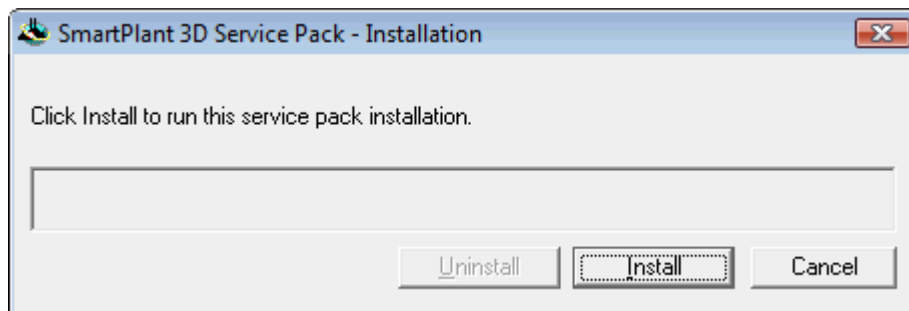 SmartPlant 3D Service Pack - Installation
Click Install to run this service pack installation.
Uninstall Install Cancel